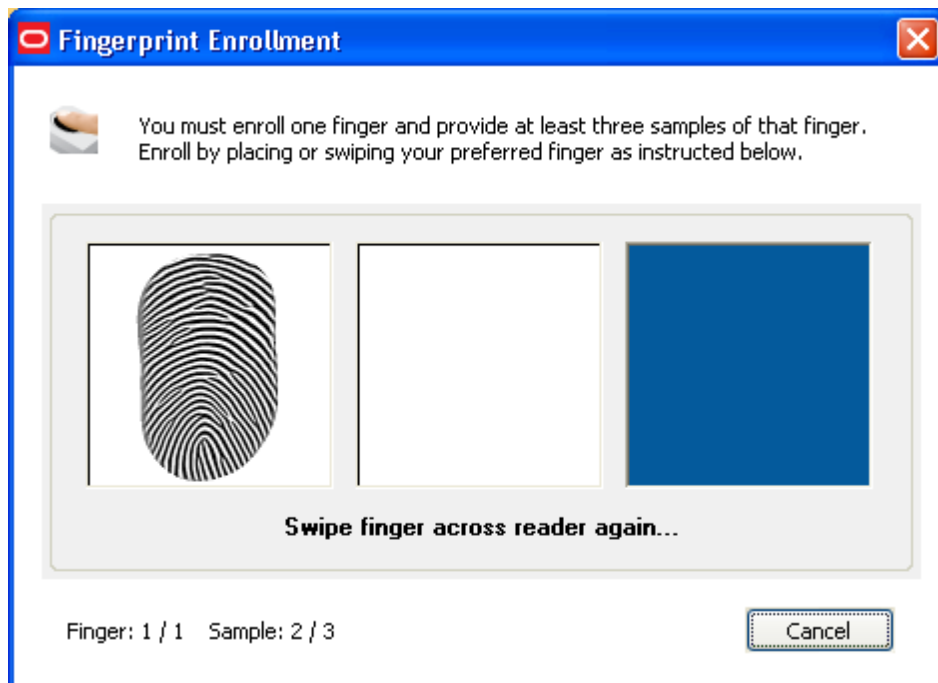 Fingerprint Enrollment
You must enroll one finger and provide at least three samples of that finger.
Enroll by placing or swiping your preferred finger as instructed below.
Swipe finger across reader again...
Finger: 1 / 1 Sample: 2 / 3
Cancel